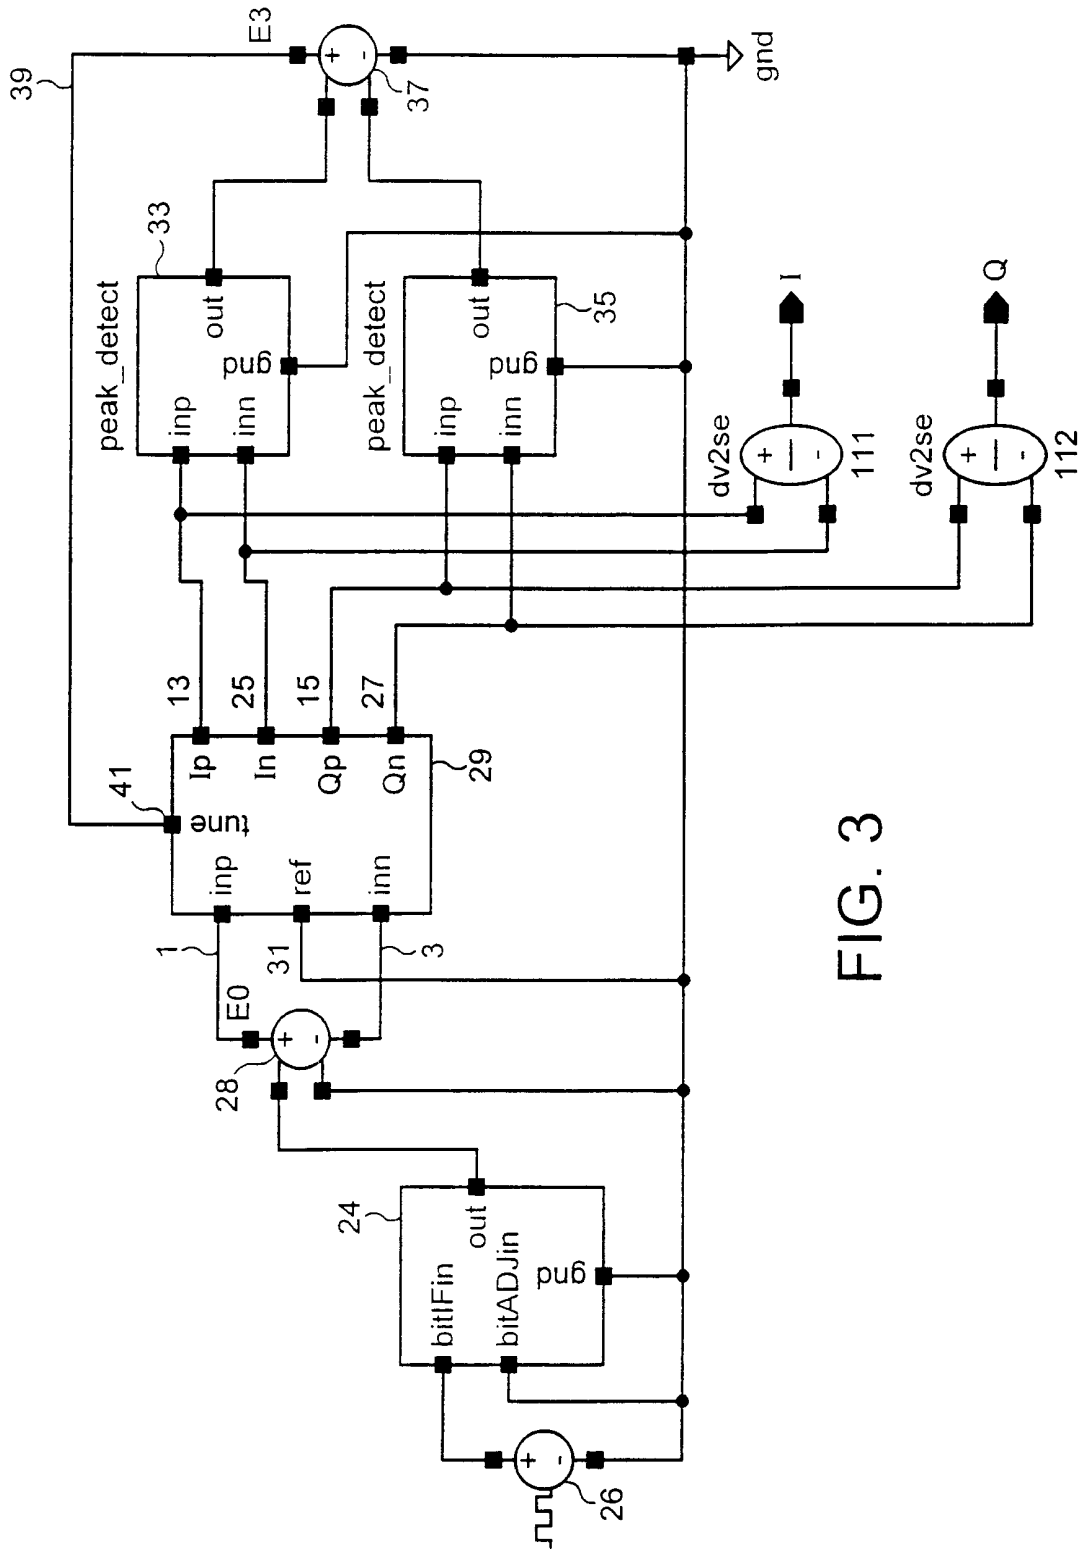 39
E3
+
-
37
gnd
33
peak_detect
out
gnd
inp
inn
35
peak_detect
out
gnd
inp
inn
I
dv2se
+
-
111
Q
dv2se
+
-
112
13
25
15
27
41
tune
Ip
In
Qp
Qn
29
inp
ref
inn
1
31
3
E0
+
-
28
24
out
bitIFin
bitADJin
gnd
+
-
26
FIG. 3